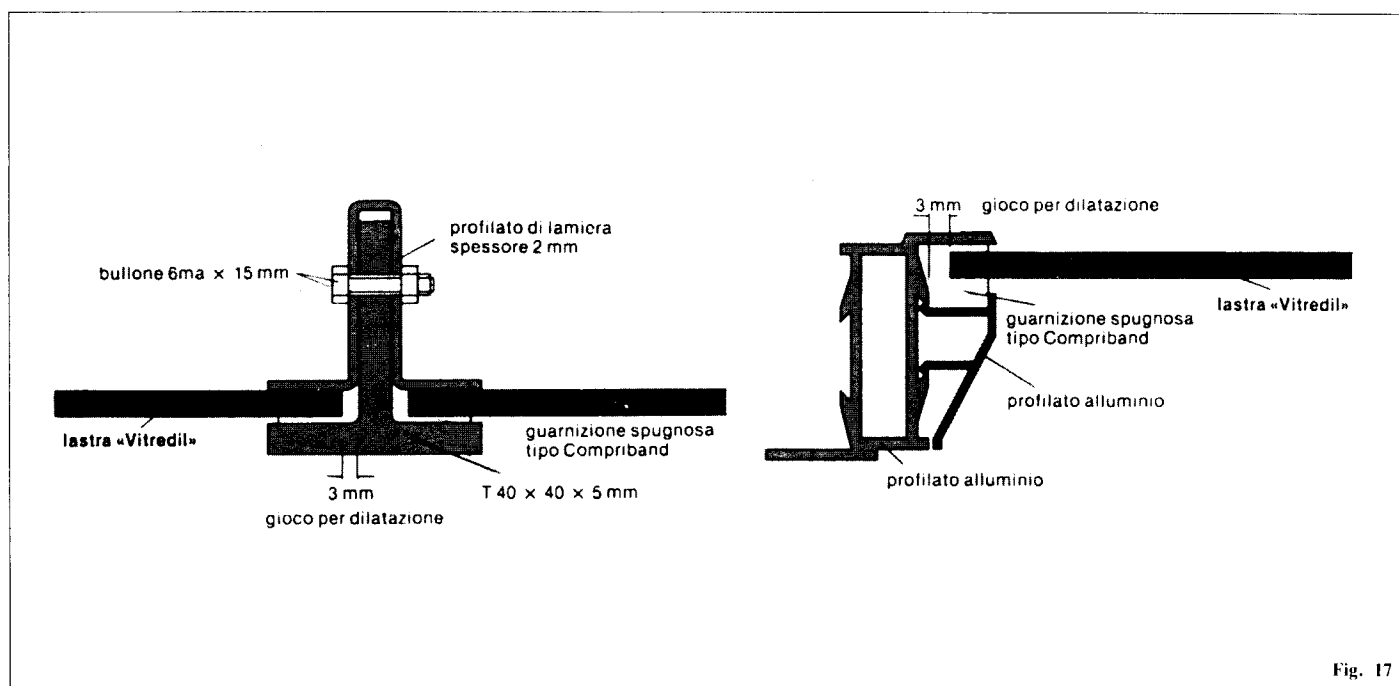 profilato di lamiera
spessore 2 mm
bullone 6ma × 15 mm
lastra «Vitredil»
guarnizione spugnosa
tipo Compriband
3 mm
T 40 × 40 × 5 mm
gioco per dilatazione
3 mm gioco per dilatazione
lastra «Vitredil»
guarnizione spugnosa
tipo Compriband
profilato alluminio
profilato alluminio
Fig. 17